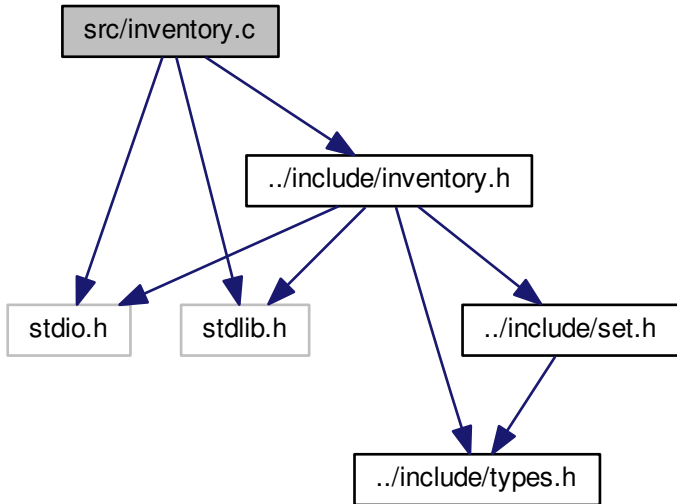 src/inventory.c
../include/inventory.h
stdio.h
stdlib.h
../include/set.h
../include/types.h